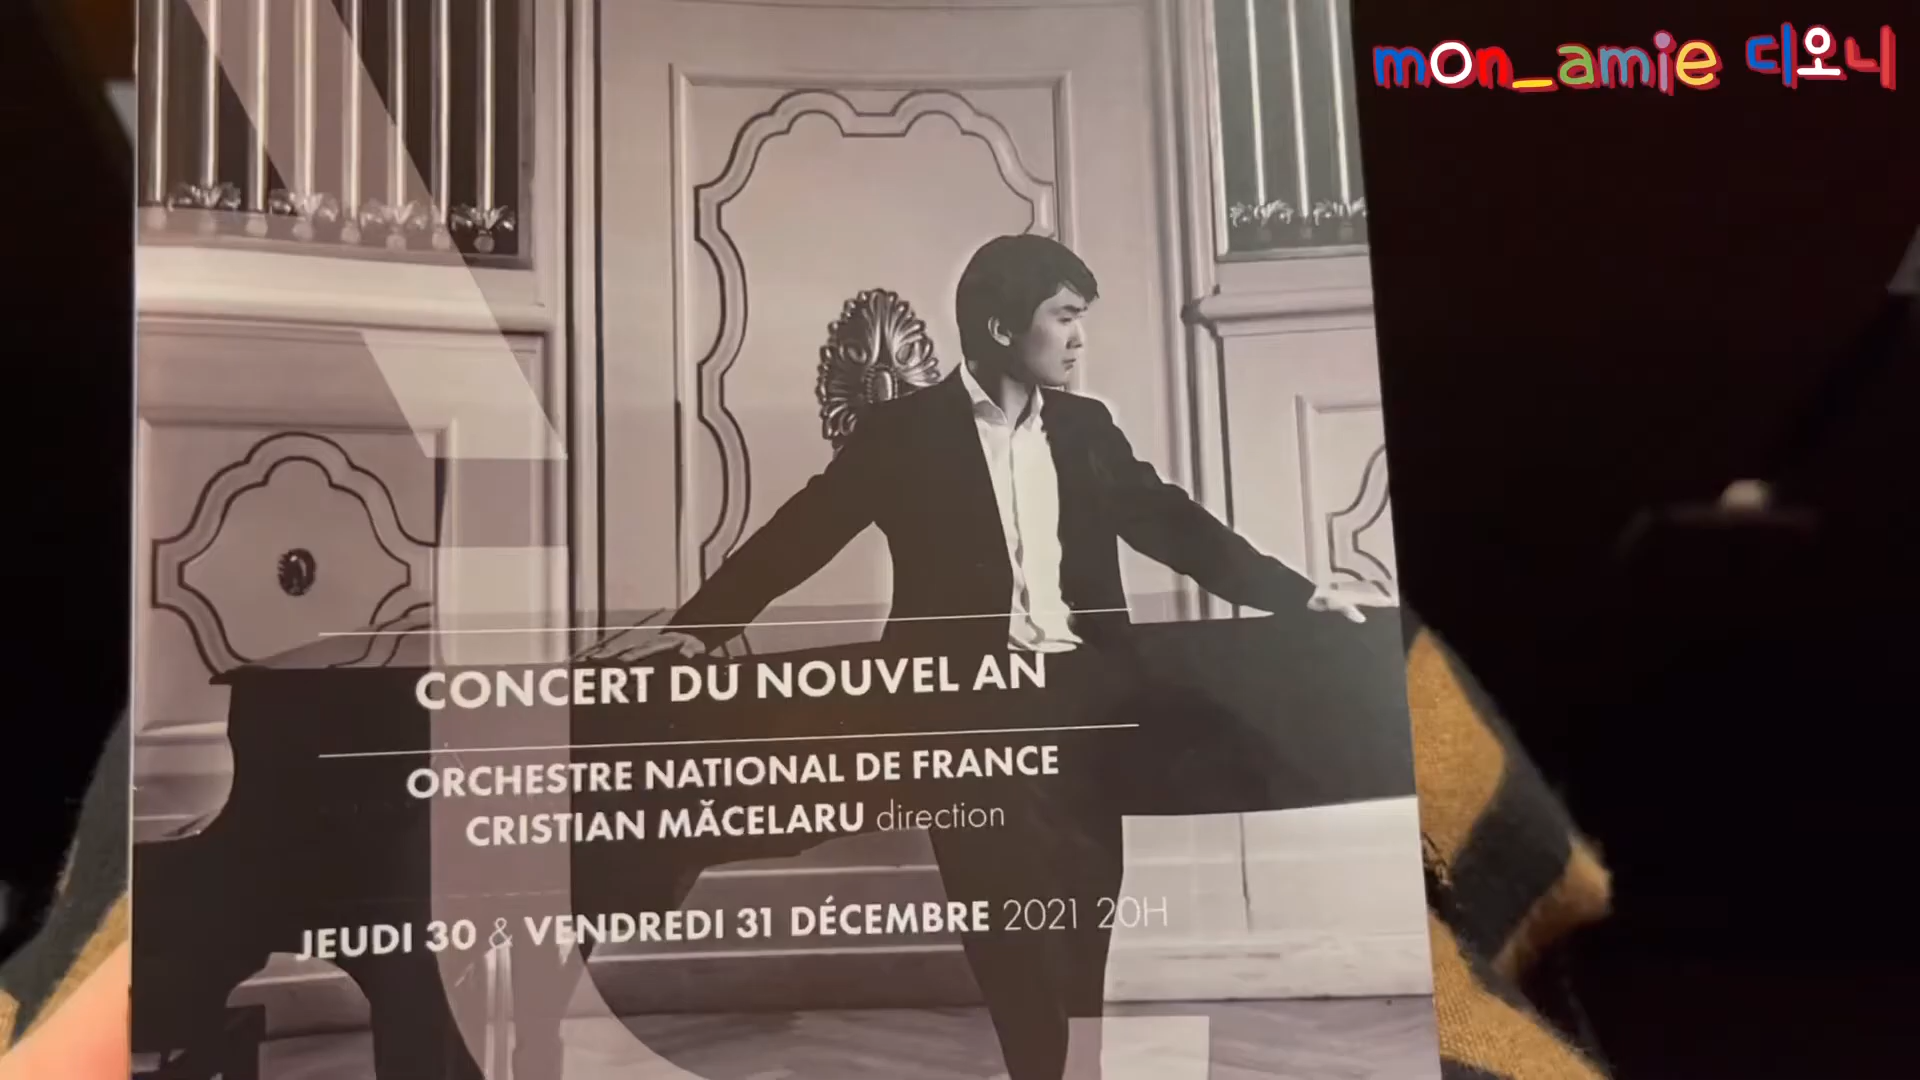 mon_amie 디오니
CONCERT DU NOUVEL AN
ORCHESTRE NATIONAL DE FRANCE
CRISTIAN MĂCELARU direction
JEUDI 30 & VENDREDI 31 DÉCEMBRE 2021 20H